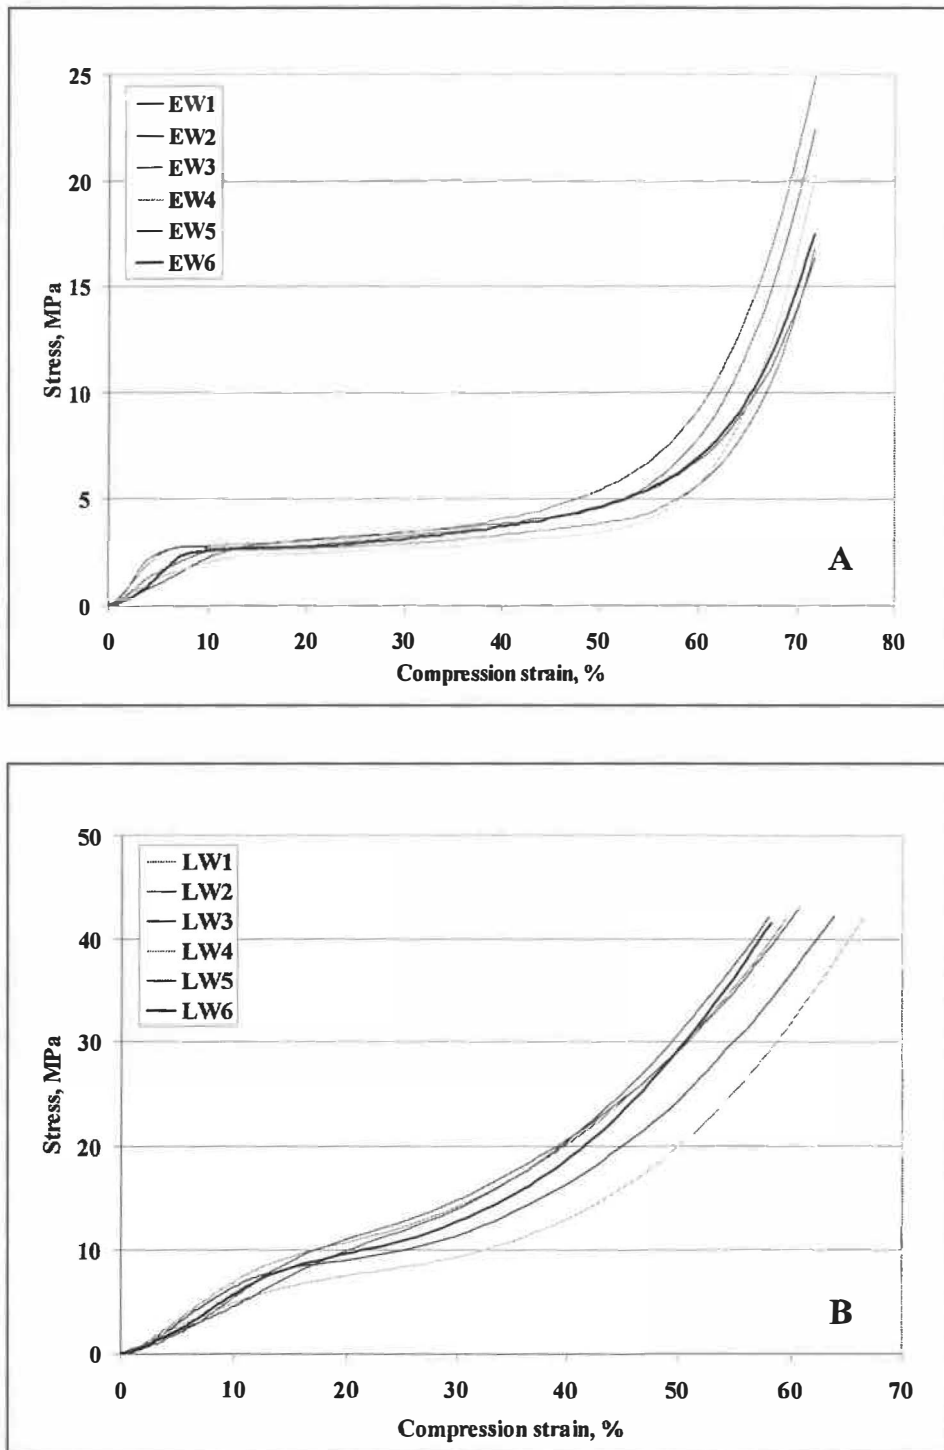 25
20
15
10
5
0
Stress, MPa
EW1
EW2
EW3
EW4
EW5
EW6
A
0 10 20 30 40 50 60 70 80
Compression strain, %
50
40
30
20
10
0
Stress, MPa
LW1
LW2
LW3
LW4
LW5
LW6
B
0 10 20 30 40 50 60 70
Compression strain, %